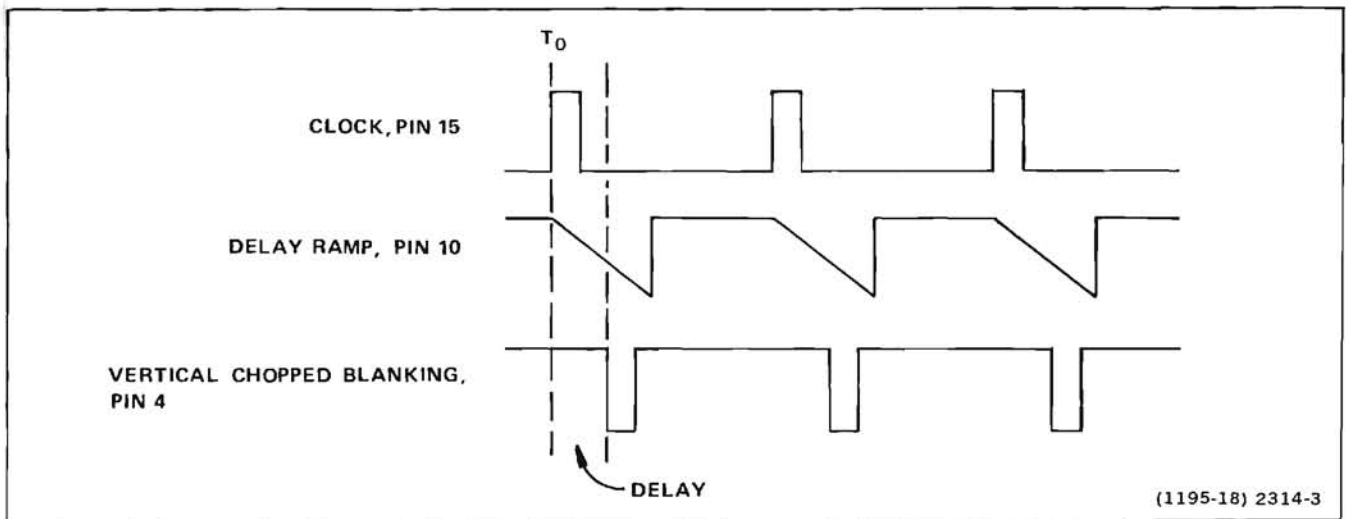 T0
CLOCK, PIN 15
DELAY RAMP, PIN 10
VERTICAL CHOPPED BLANKING,
PIN 4
DELAY
(1195-18) 2314-3